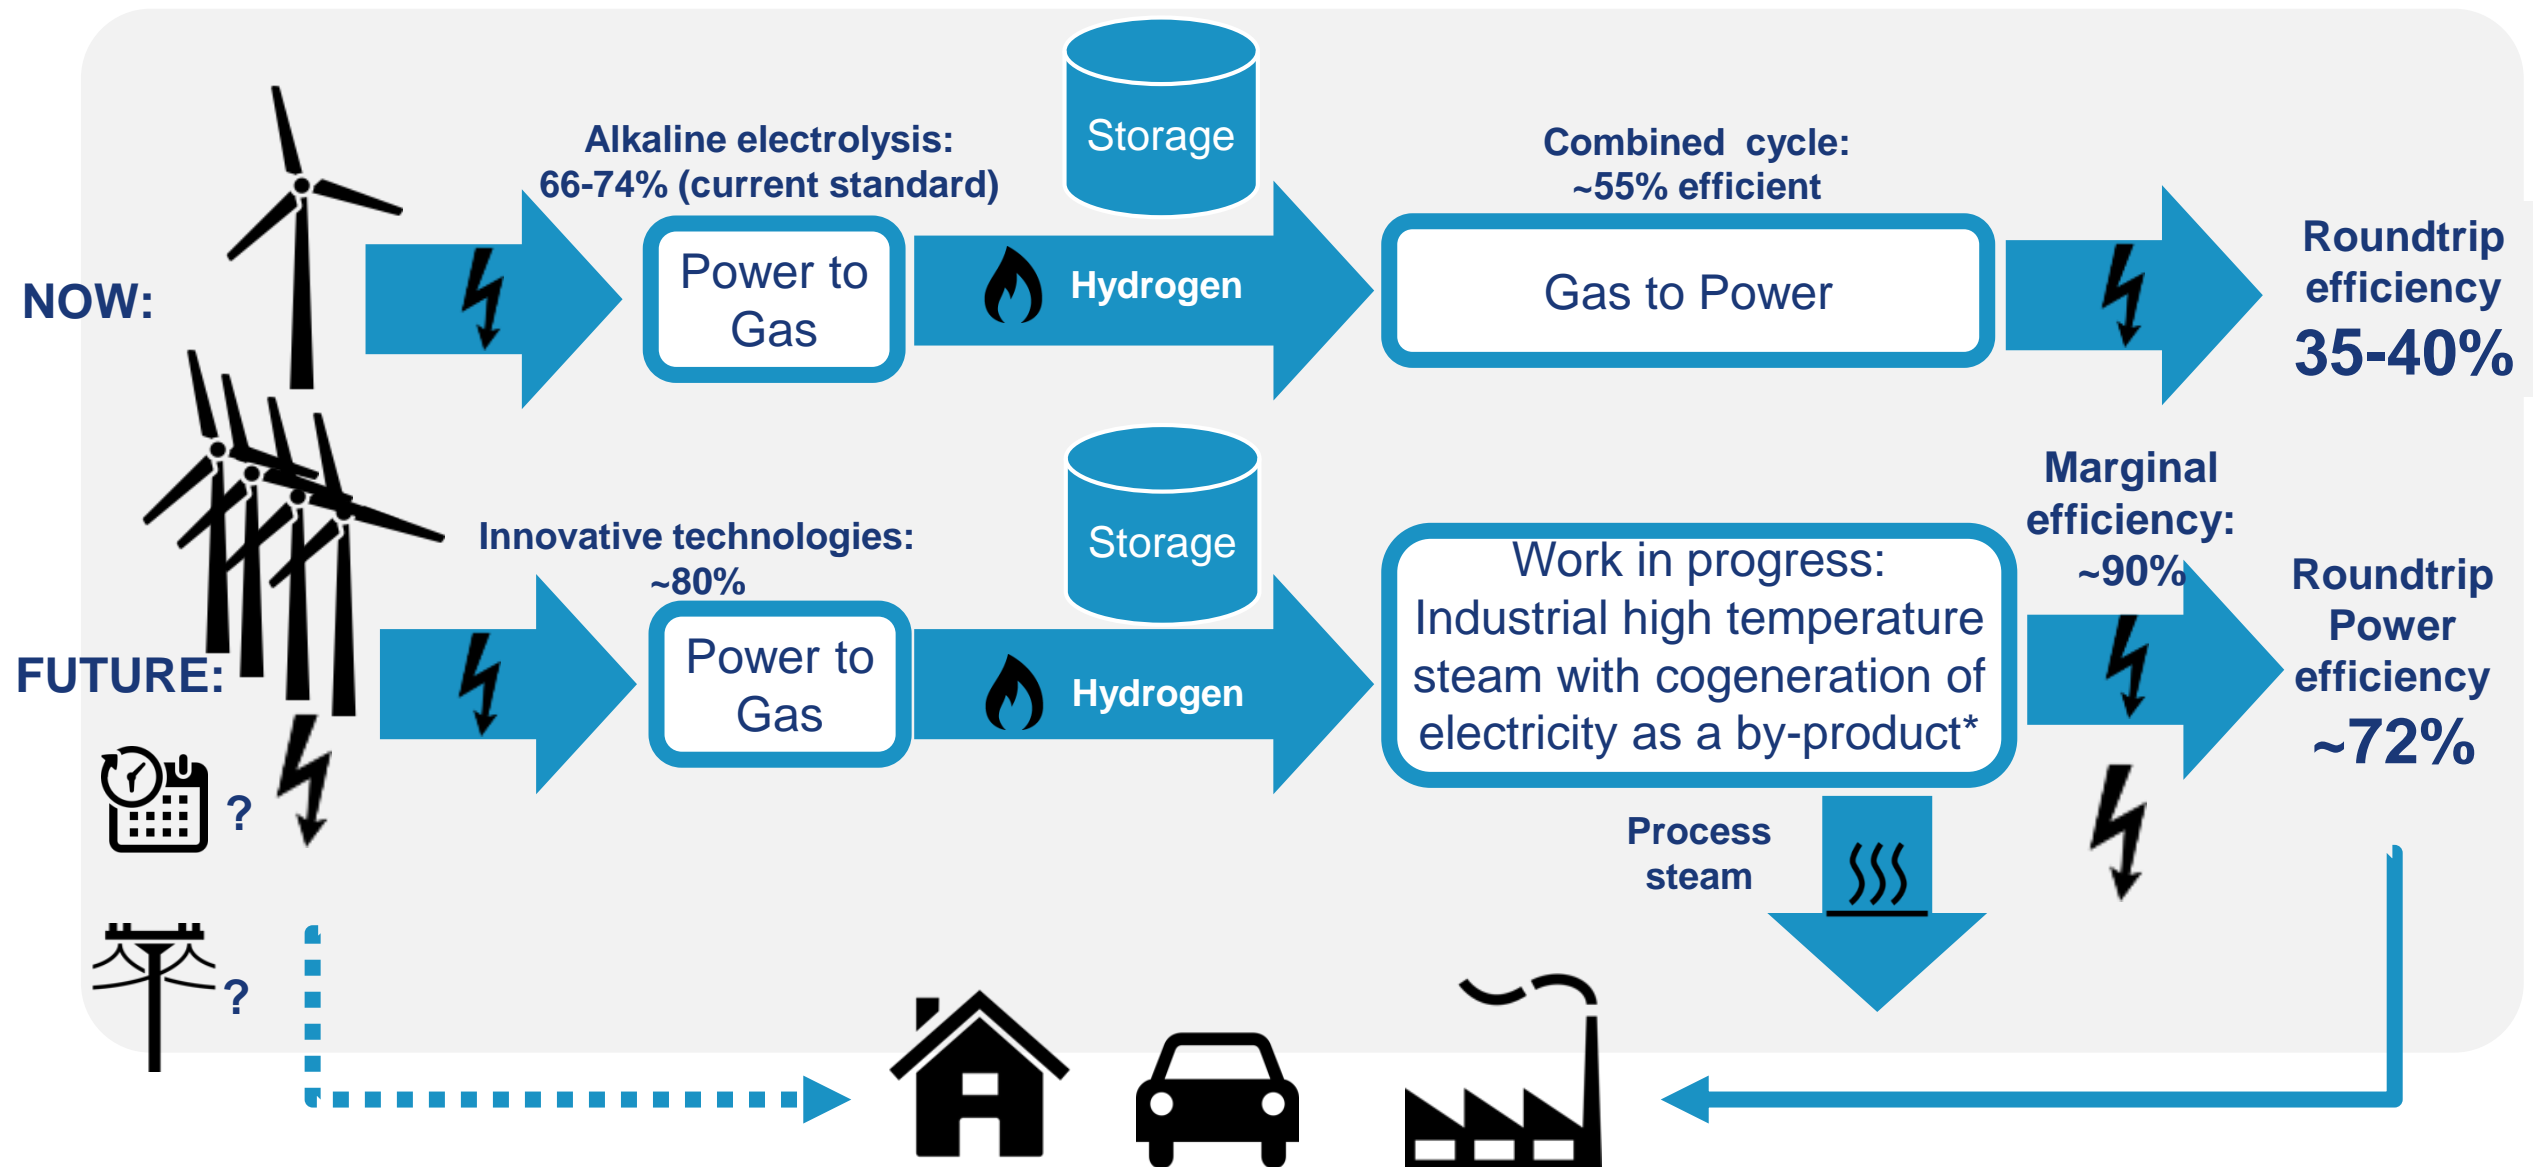 NOW:
Alkaline electrolysis:
66-74% (current standard)
Power to
Gas
Storage
Hydrogen
Combined cycle:
~55% efficient
Gas to Power
Roundtrip
efficiency
35-40%
FUTURE:
?
?
Innovative technologies:
~80%
Power to
Gas
Storage
Hydrogen
Work in progress:
Industrial high temperature
steam with cogeneration of
electricity as a by-product*
Process
steam
Marginal
efficiency:
~90%
Roundtrip
Power
efficiency
~72%